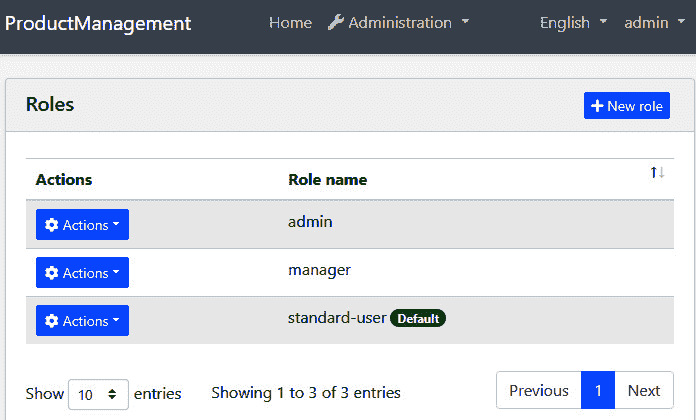 ProductManagement Home Administration English admin
Roles New role
Actions Role name
Actions admin
Actions manager
Actions standard-user Default
Show 10 entries Showing 1 to 3 of 3 entries Previous 1 Next